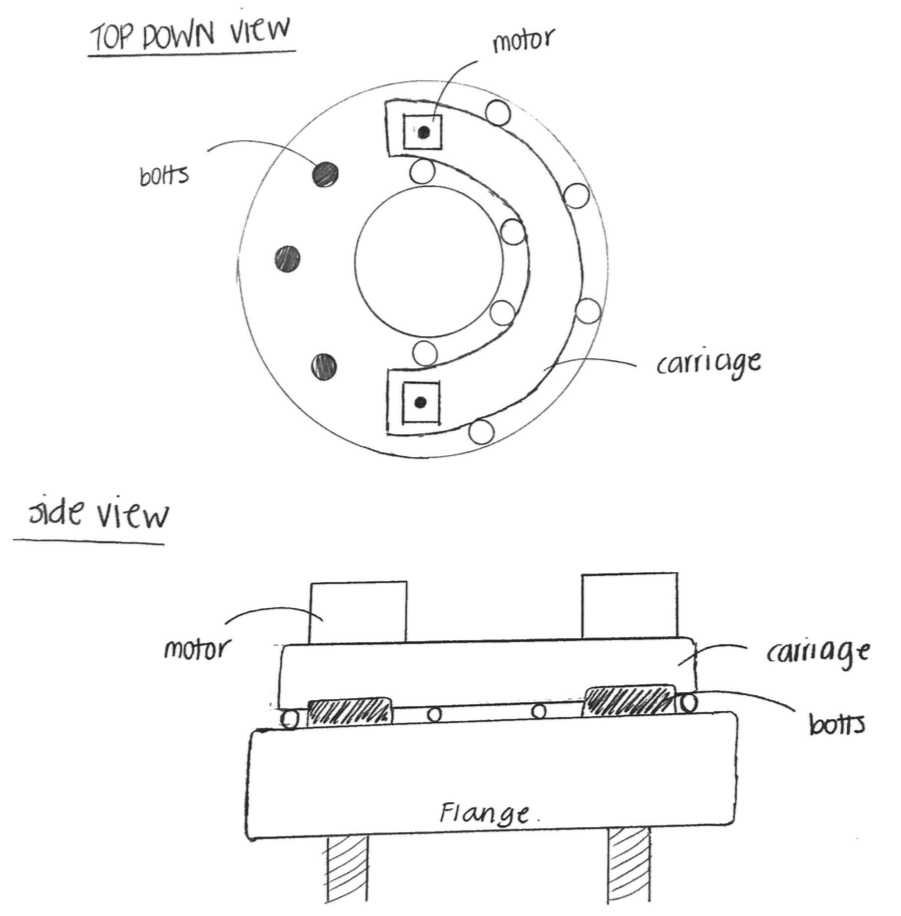 TOP DOWN VIEW
motor
bolts
carriage
side view
motor
carriage
bolts
Flange.